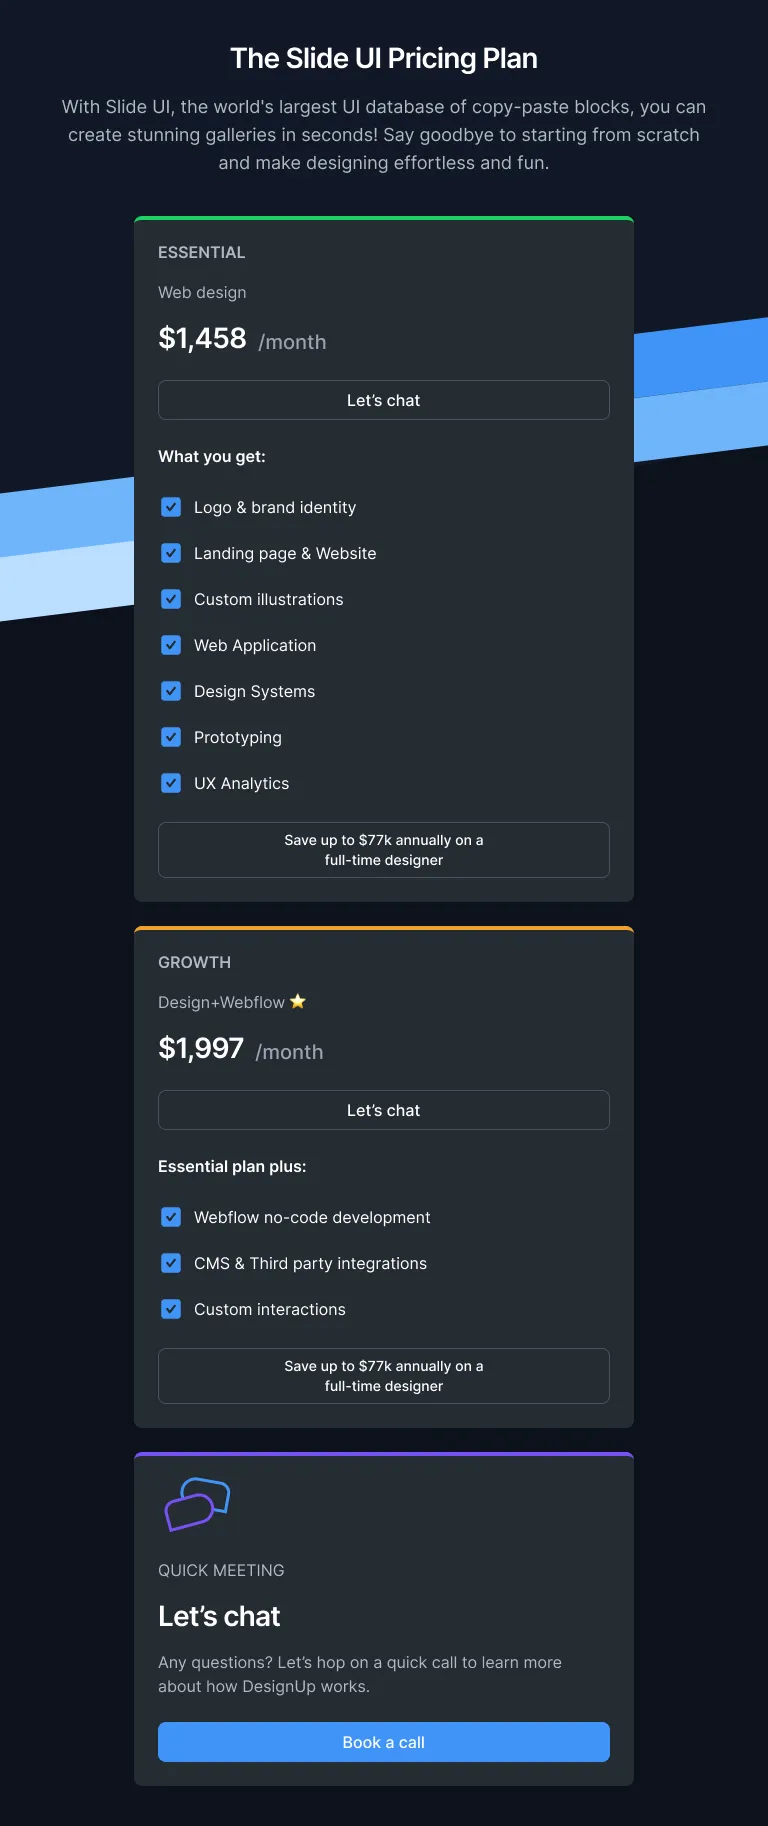 The Slide UI Pricing Plan
With Slide UI, the world's largest UI database of copy-paste blocks, you can
create stunning galleries in seconds! Say goodbye to starting from scratch
and make designing effortless and fun.
ESSENTIAL
Web design
$1,458 /month
Let’s chat
What you get:
Logo & brand identity
Landing page & Website
Custom illustrations
Web Application
Design Systems
Prototyping
UX Analytics
Save up to $77k annually on a
full-time designer
GROWTH
Design+Webflow ⭐
$1,997 /month
Let’s chat
Essential plan plus:
Webflow no-code development
CMS & Third party integrations
Custom interactions
Save up to $77k annually on a
full-time designer
QUICK MEETING
Let’s chat
Any questions? Let’s hop on a quick call to learn more
about how DesignUp works.
Book a call